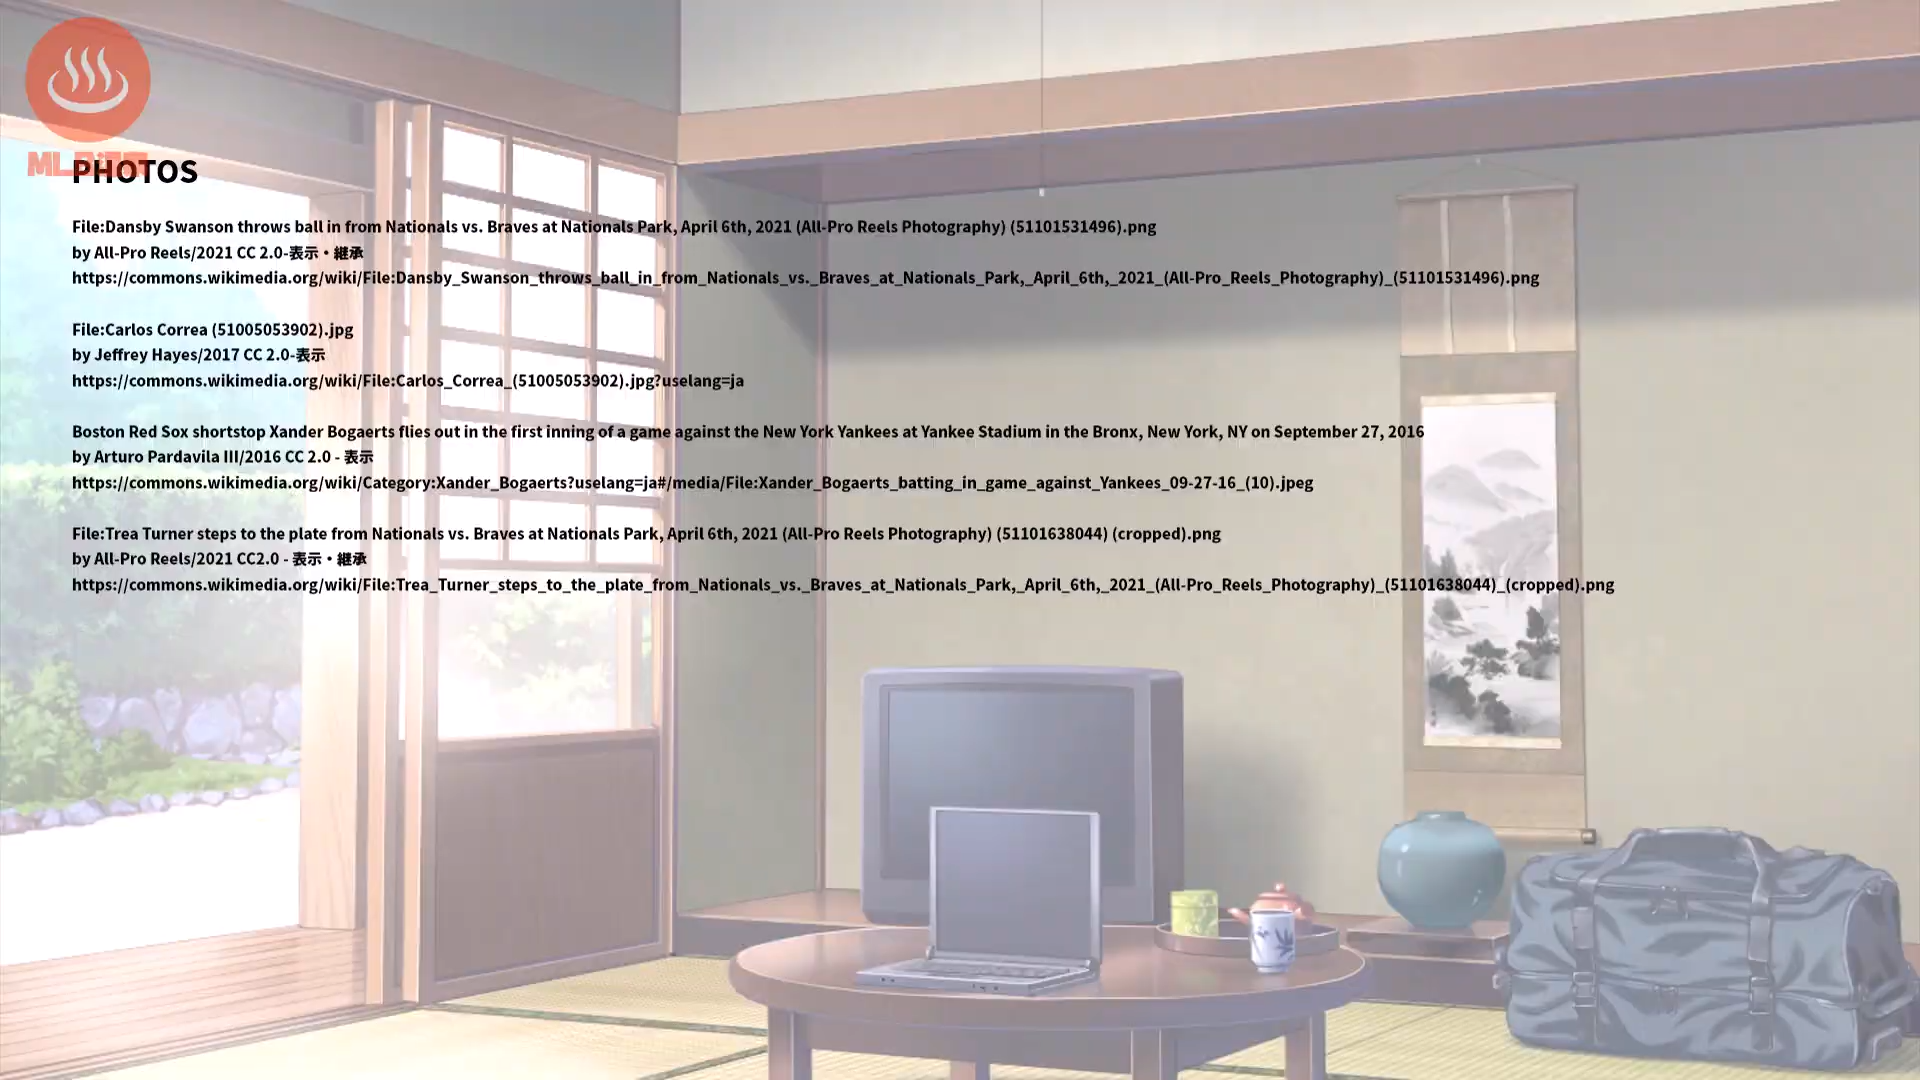 PHOTOS
File:Dansby Swanson throws ball in from Nationals vs. Braves at Nationals Park, April 6th, 2021 (All-Pro Reels Photography) (51101531496).png
by All-Pro Reels/2021 CC 2.0-表示・継承
https://commons.wikimedia.org/wiki/File:Dansby_Swanson_throws_ball_in_from_Nationals_vs._Braves_at_Nationals_Park,_April_6th,_2021_(All-Pro_Reels_Photography)_(51101531496).png
File:Carlos Correa (51005053902).jpg
by Jeffrey Hayes/2017 CC 2.0-表示
https://commons.wikimedia.org/wiki/File:Carlos_Correa_(51005053902).jpg?uselang=ja
Boston Red Sox shortstop Xander Bogaerts flies out in the first inning of a game against the New York Yankees at Yankee Stadium in the Bronx, New York, NY on September 27, 2016
by Arturo Pardavila III/2016 CC 2.0 - 表示
https://commons.wikimedia.org/wiki/Category:Xander_Bogaerts?uselang=ja#/media/File:Xander_Bogaerts_batting_in_game_against_Yankees_09-27-16_(10).jpeg
File:Trea Turner steps to the plate from Nationals vs. Braves at Nationals Park, April 6th, 2021 (All-Pro Reels Photography) (51101638044) (cropped).png
by All-Pro Reels/2021 CC2.0 - 表示・継承
https://commons.wikimedia.org/wiki/File:Trea_Turner_steps_to_the_plate_from_Nationals_vs._Braves_at_Nationals_Park,_April_6th,_2021_(All-Pro_Reels_Photography)_(51101638044)_(cropped).png